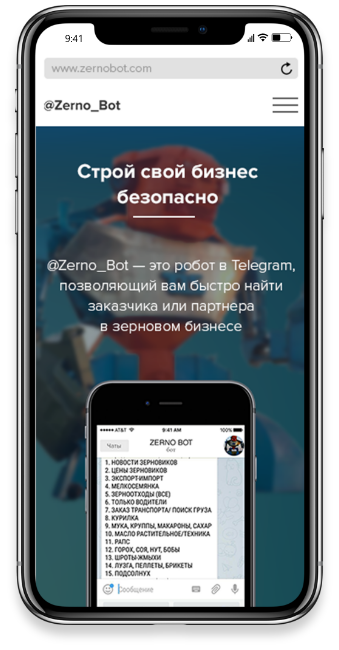 9:41
www.zernobot.com
@Zerno_Bot
Строй свой бизнес
безопасно
@Zerno_Bot — это робот в Telegram,
позволяющий вам быстро найти
заказчика или партнера
в зерновом бизнесе
AT&T
9:41 AM
100%
Чаты
ZERNO BOT
бот
1. НОВОСТИ ЗЕРНОВИКОВ
2. ЦЕНЫ ЗЕРНОВИКОВ
3. ЭКСПОРТ-ИМПОРТ
4. МЕЛКОСЕМЯНКА
5. ЗЕРНООТХОДЫ (ВСЕ)
6. ТОЛЬКО ВОДИТЕЛИ
7. ЗАКАЗ ТРАНСПОРТА/ ПОИСК ГРУЗА
8. КУРИЛКА
9. МУКА, КРУППЫ, МАКАРОНЫ, САХАР
10. МАСЛО РАСТИТЕЛЬНОЕ/ТЕХНИКА
11. РАПС
12. ГОРОХ, СОЯ, НУТ, БОБЫ
13. ШРОТЫ-ЖМЫХИ
14. ЛУЗГА, ПЕЛЛЕТЫ, БРИКЕТЫ
15. ПОДСОЛНУХ
Сообщение